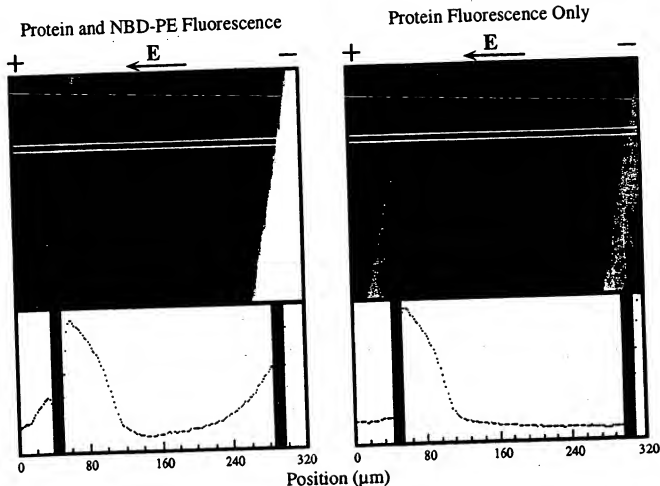 Protein and NBD-PE Fluorescence
Protein Fluorescence Only
+ E −
+ E −
0 80 160 240 320
0 80 160 240 320
Position (µm)